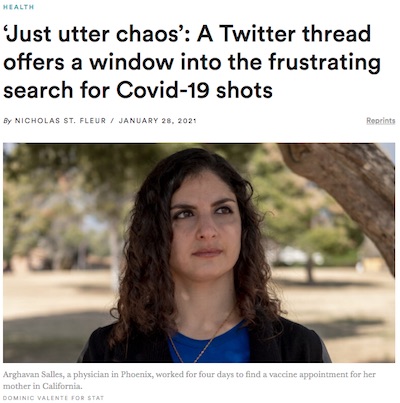 HEALTH
‘Just utter chaos’: A Twitter thread
offers a window into the frustrating
search for Covid-19 shots
By NICHOLAS ST. FLEUR / JANUARY 28, 2021
Reprints
Arghavan Salles, a physician in Phoenix, worked for four days to find a vaccine appointment for her
mother in California.
DOMINIC VALENTE FOR STAT